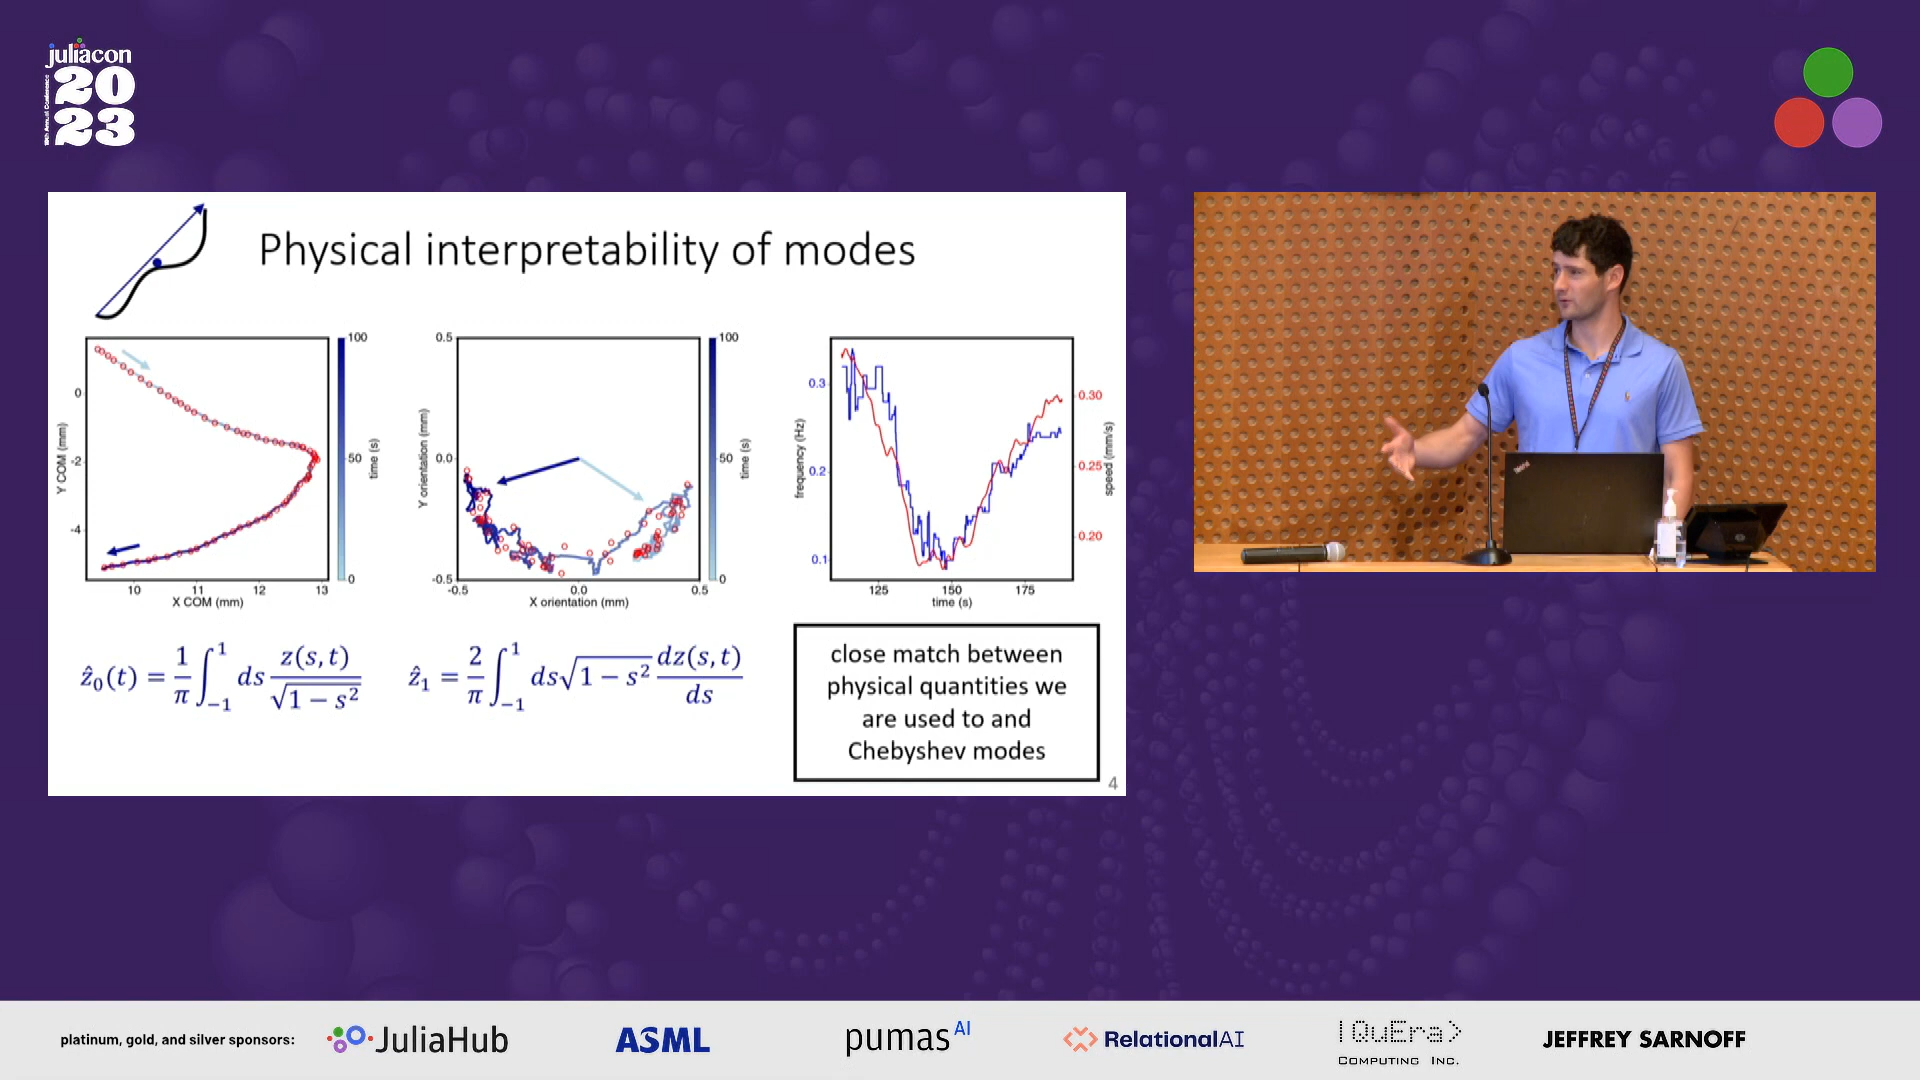 juliacon
20
23
Physical interpretability of modes
100
50
0
time (s)
0
-2
-4
Y COM (mm)
10 11 12 13
X COM (mm)
0.5
0.0
-0.5
Y orientation (mm)
-0.5 0.0 0.5
X orientation (mm)
100
50
0
time (s)
0.3
0.2
0.1
frequency (Hz)
0.30
0.25
0.20
speed (mm/s)
125 150 175
time (s)
ẑ₀(t) = 1/π ∫₋₁¹ ds z(s,t)/√(1 − s²)
ẑ₁ = 2/π ∫₋₁¹ ds√(1 − s²) dz(s,t)/ds
close match between
physical quantities we
are used to and
Chebyshev modes
4
platinum, gold, and silver sponsors:
JuliaHub
ASML
pumasAI
RelationalAI
|QuEra>
COMPUTING INC.
JEFFREY SARNOFF